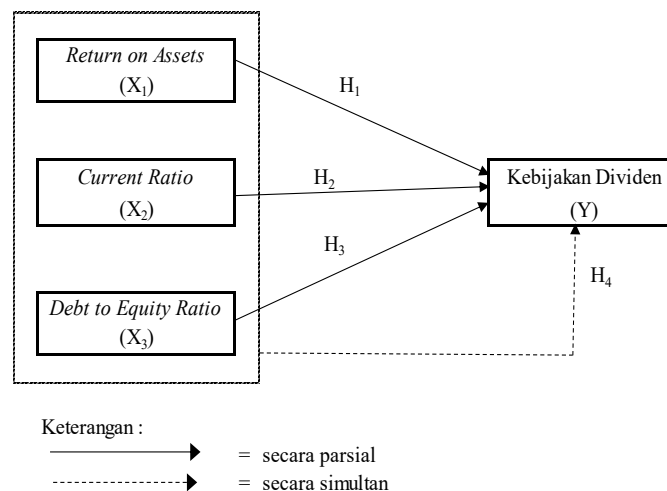 Return on Assets
(X₁)
H₁
Current Ratio
(X₂)
H₂
Kebijakan Dividen
(Y)
H₃
Debt to Equity Ratio
(X₃)
H₄
Keterangan :
= secara parsial
= secara simultan